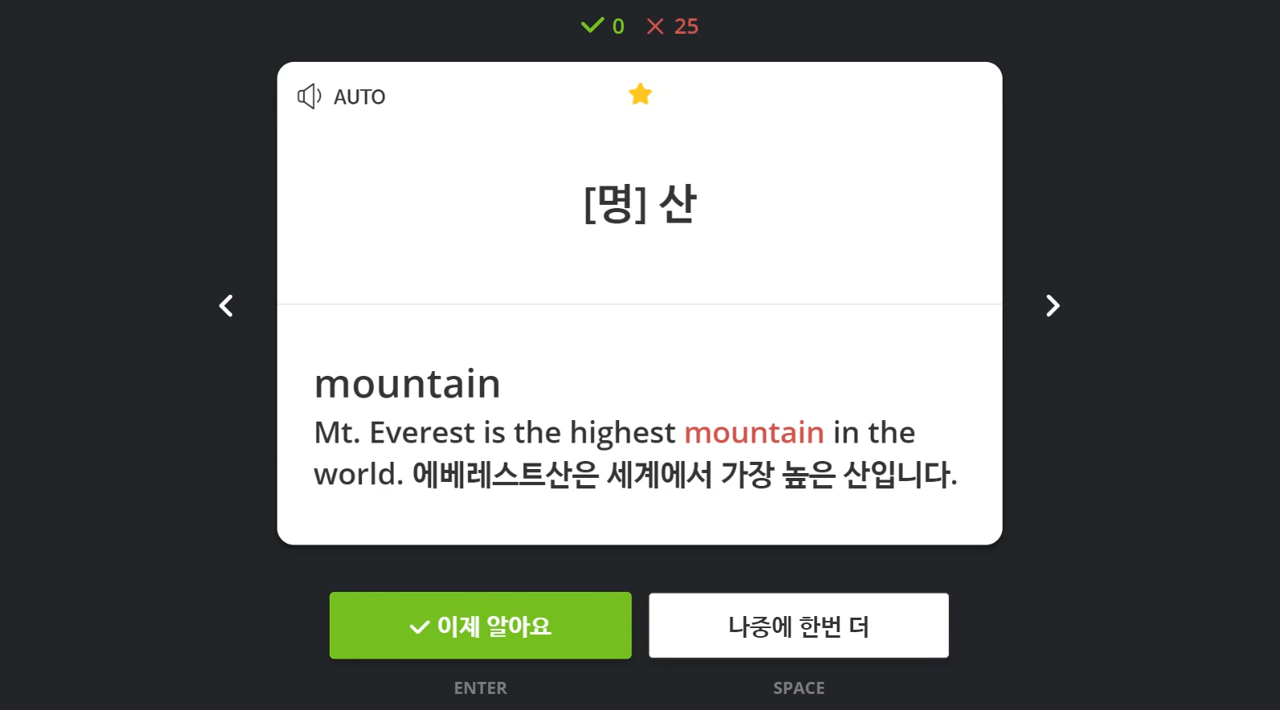 0 25
AUTO
[명] 산
mountain
Mt. Everest is the highest mountain in the
world. 에베레스트산은 세계에서 가장 높은 산입니다.
이제 알아요 나중에 한번 더
ENTER SPACE